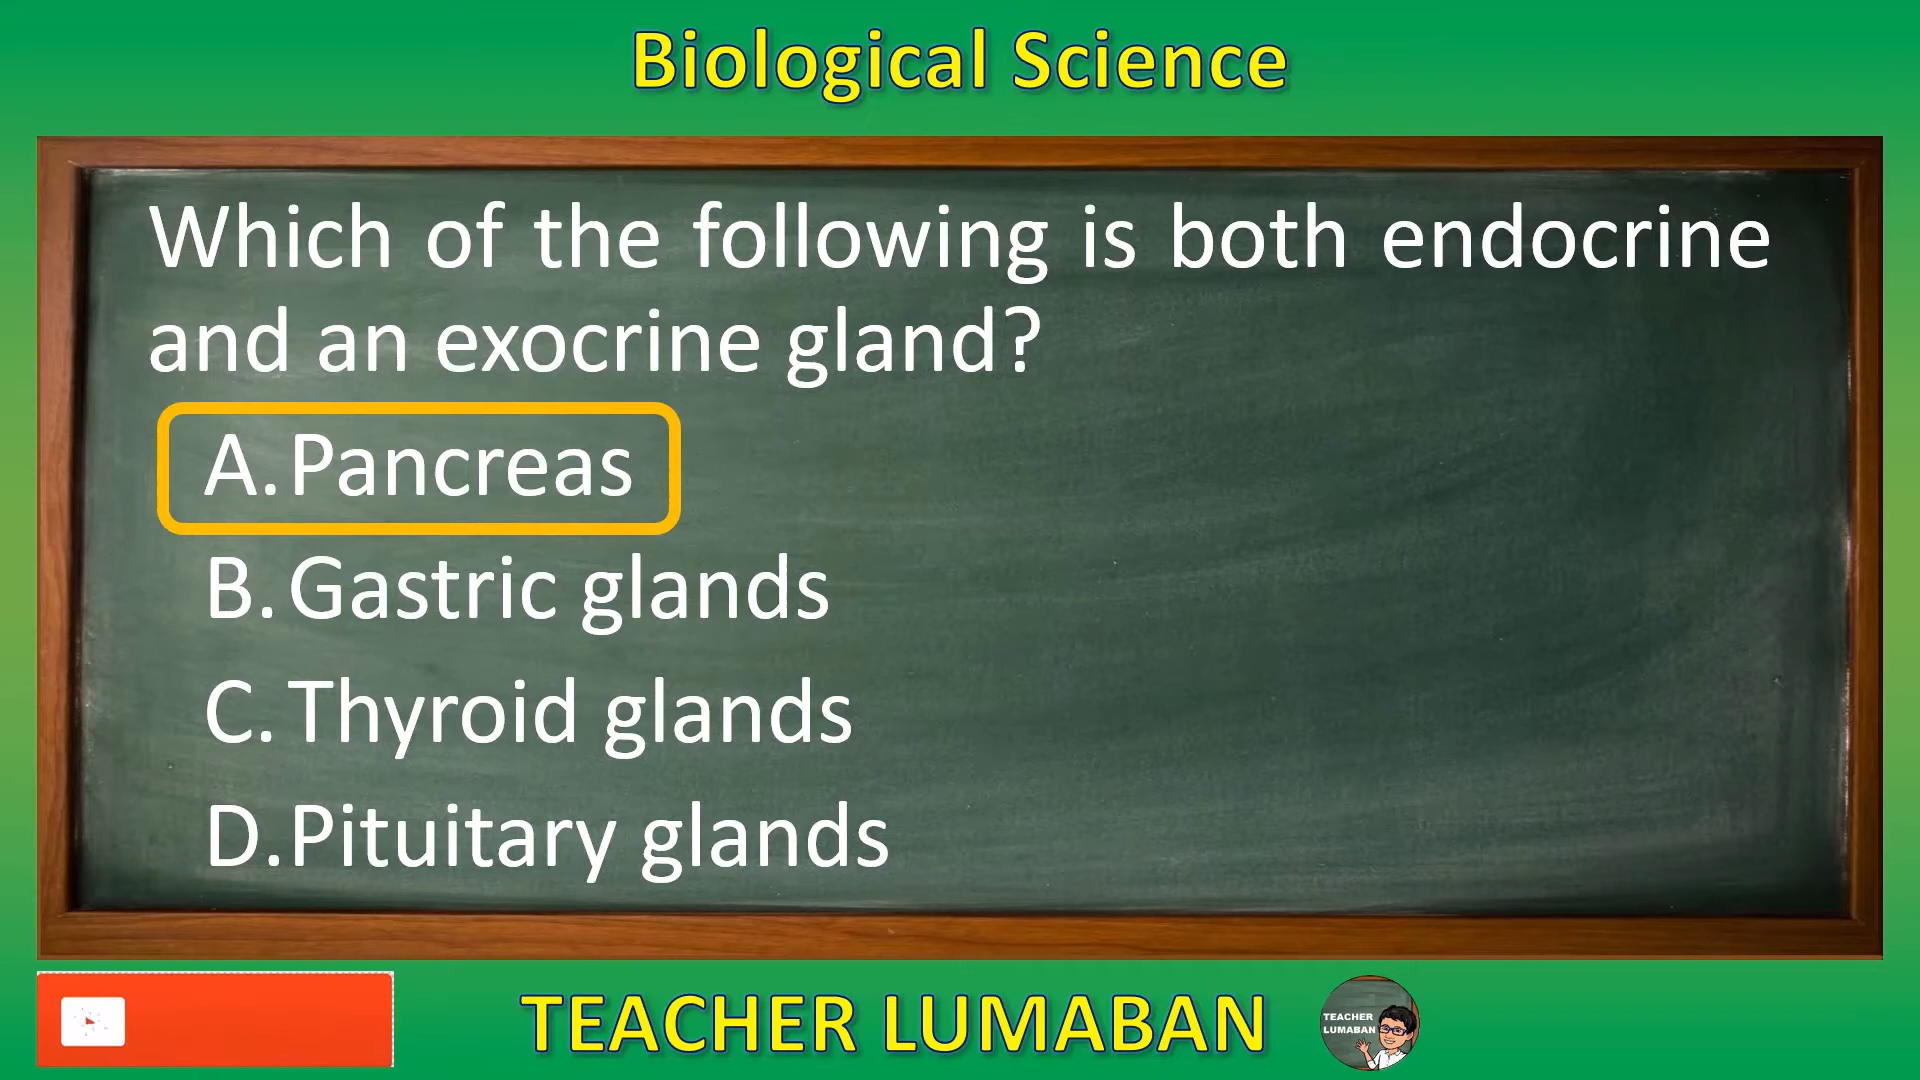 Biological Science
Which of the following is both endocrine
and an exocrine gland?
A. Pancreas
B. Gastric glands
C. Thyroid glands
D. Pituitary glands
TEACHER LUMABAN
TEACHER
LUMABAN